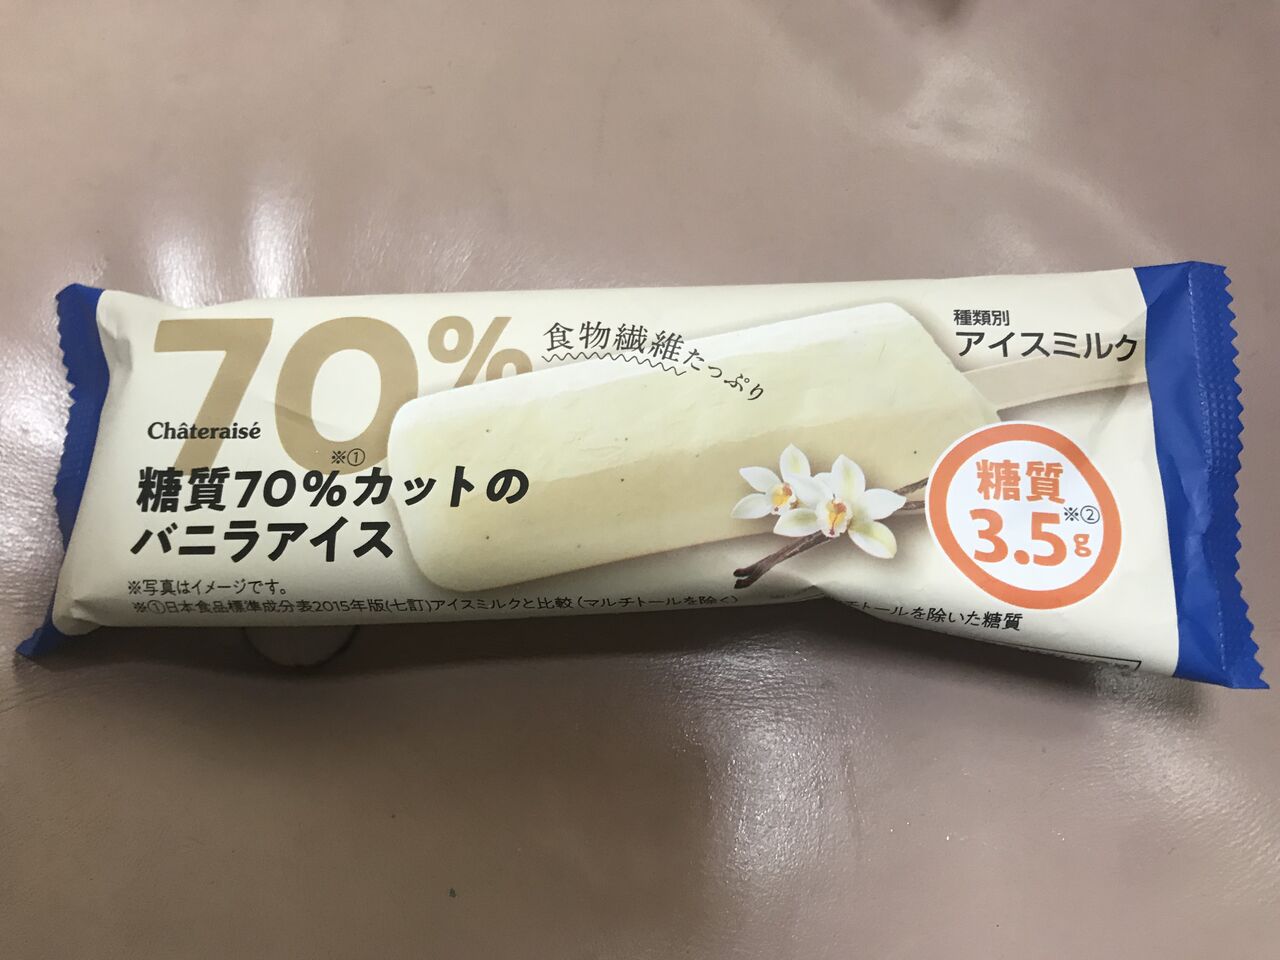 70%
食物繊維たっぷり
種類別
アイスミルク
Châteraisé
※①
糖質70%カットの
バニラアイス
糖質
※②
3.5g
※写真はイメージです。
※①日本食品標準成分表2015年版(七訂)アイスミルクと比較(マルチトールを除く)
トールを除いた糖質